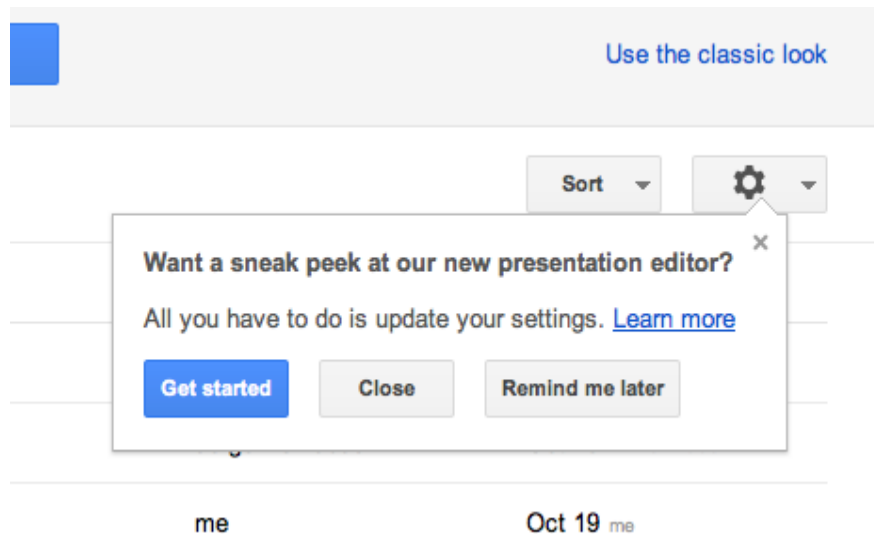 Use the classic look
Sort
Want a sneak peek at our new presentation editor?
All you have to do is update your settings. Learn more
Get started Close Remind me later
me Oct 19 me